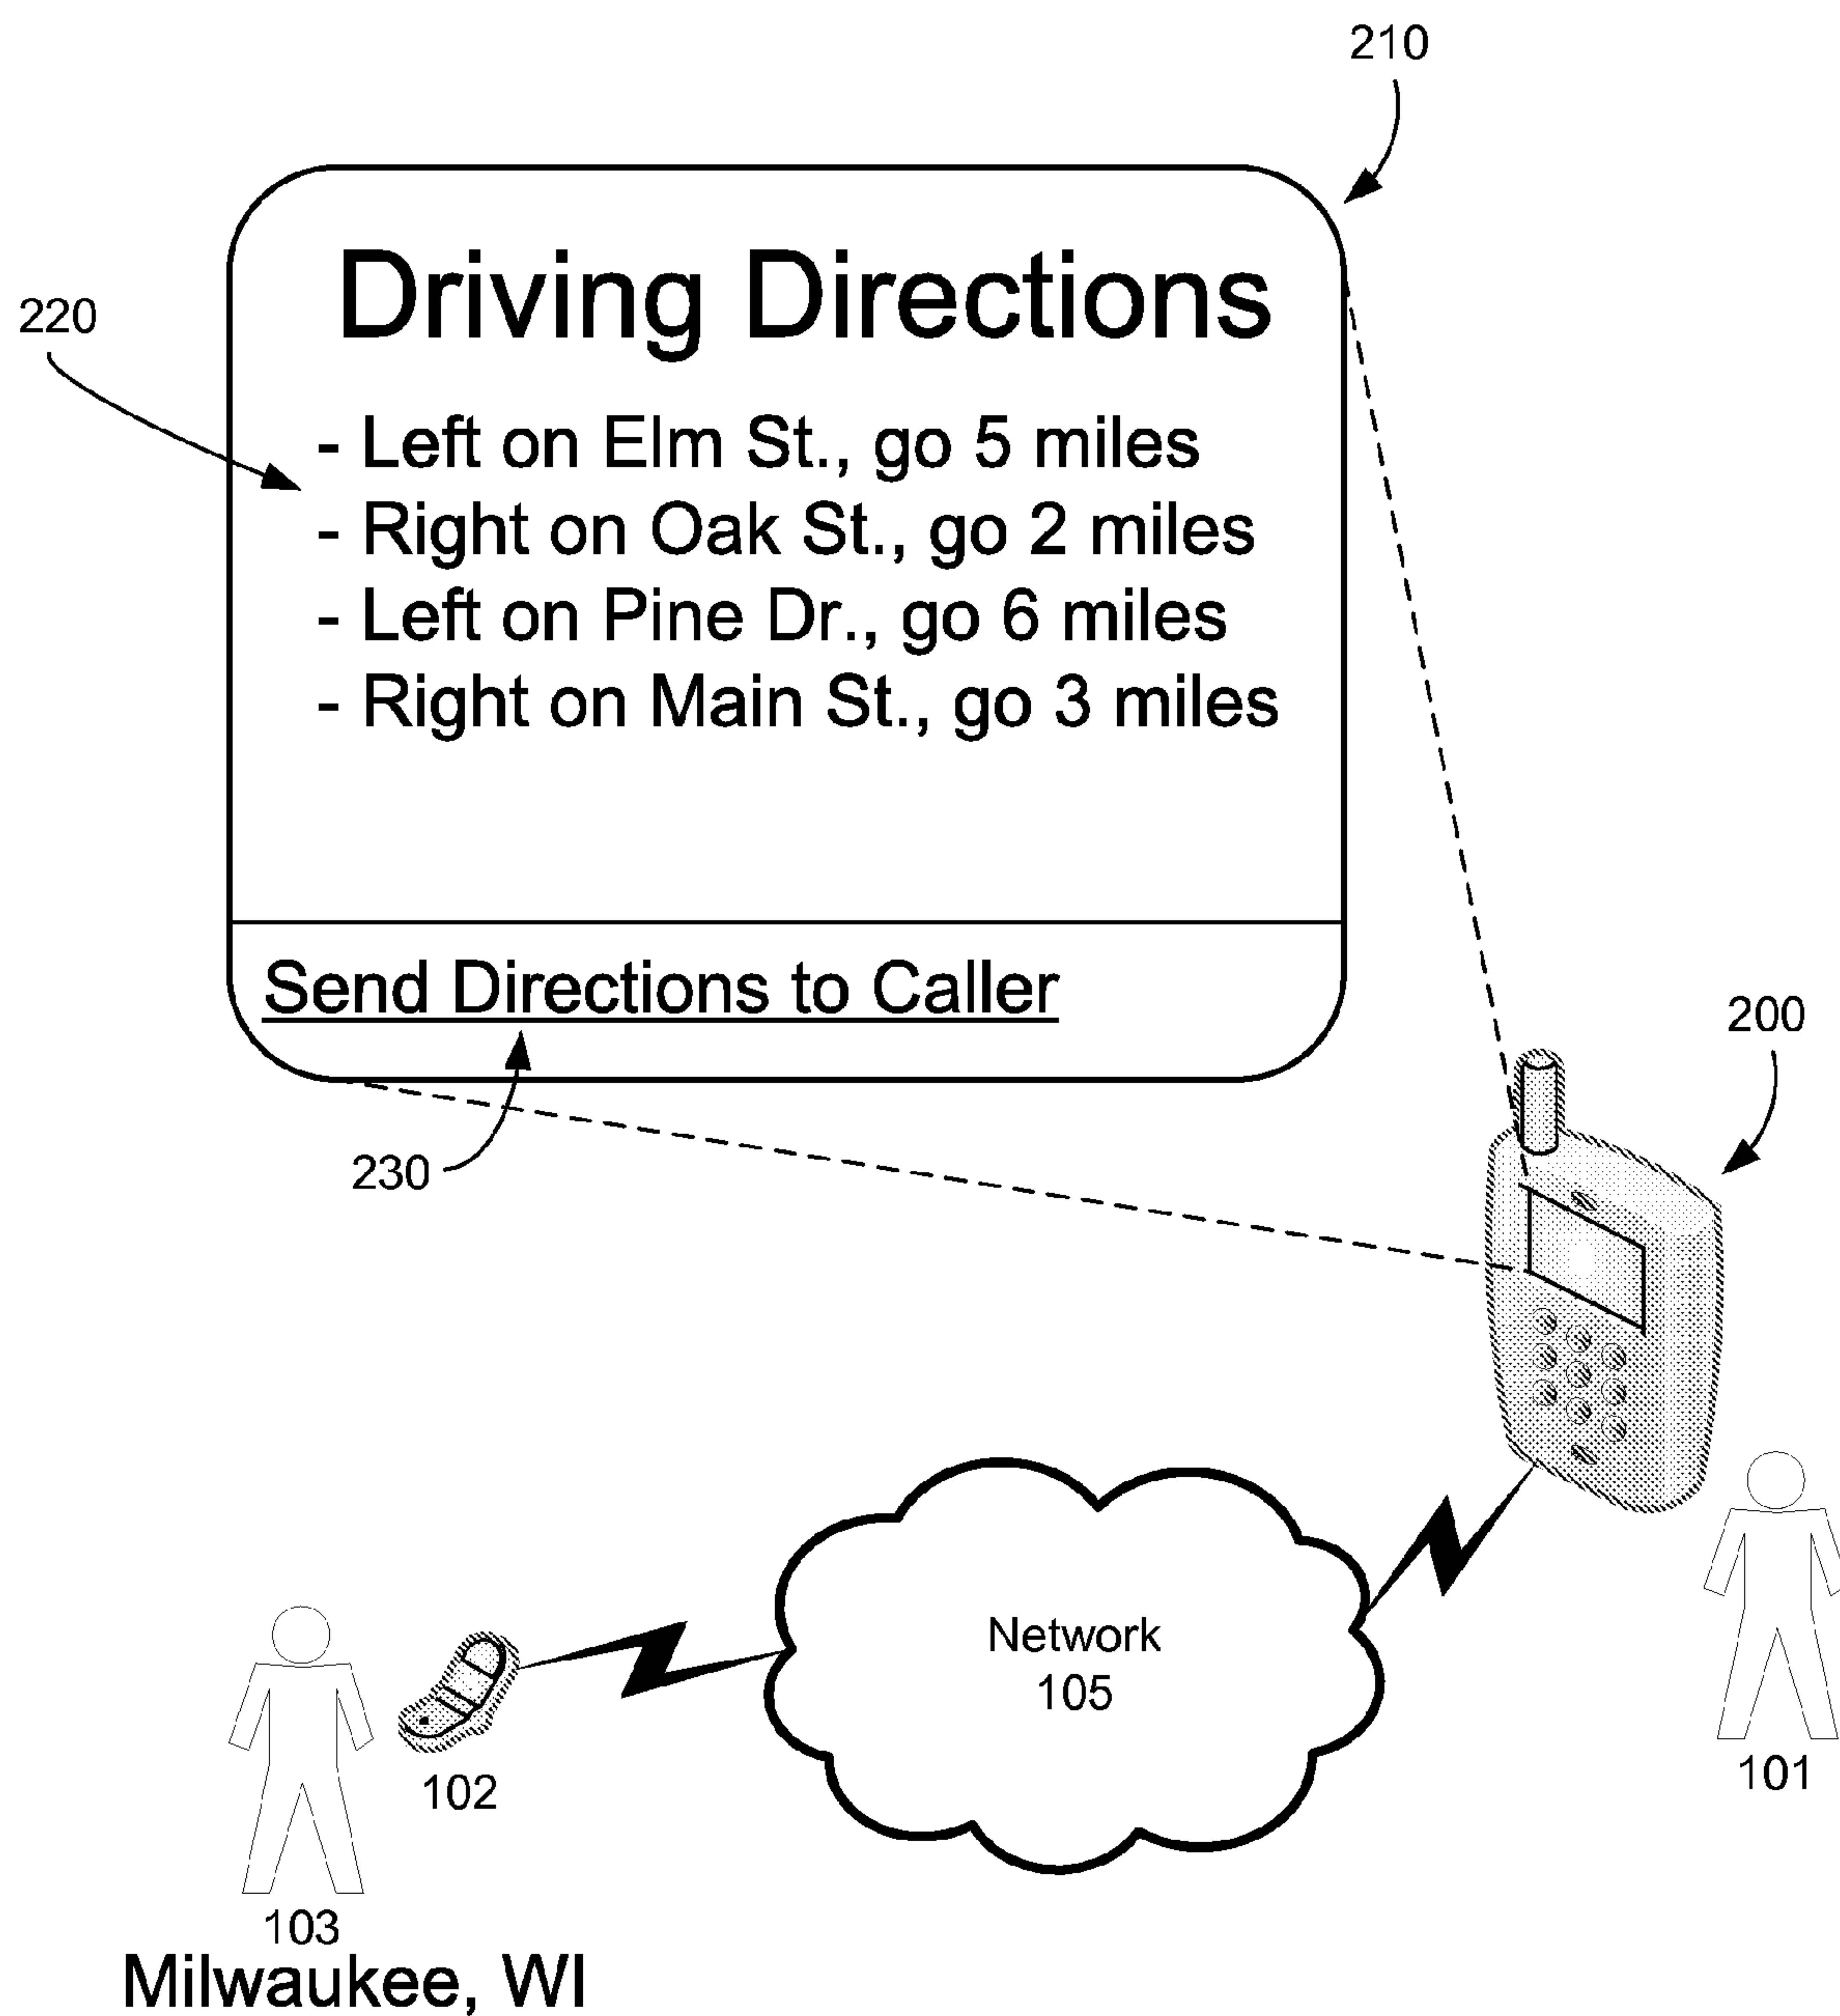 210
Driving Directions
220
- Left on Elm St., go 5 miles
- Right on Oak St., go 2 miles
- Left on Pine Dr., go 6 miles
- Right on Main St., go 3 miles
Send Directions to Caller
200
230
Network
105
101
102
103
Milwaukee, WI